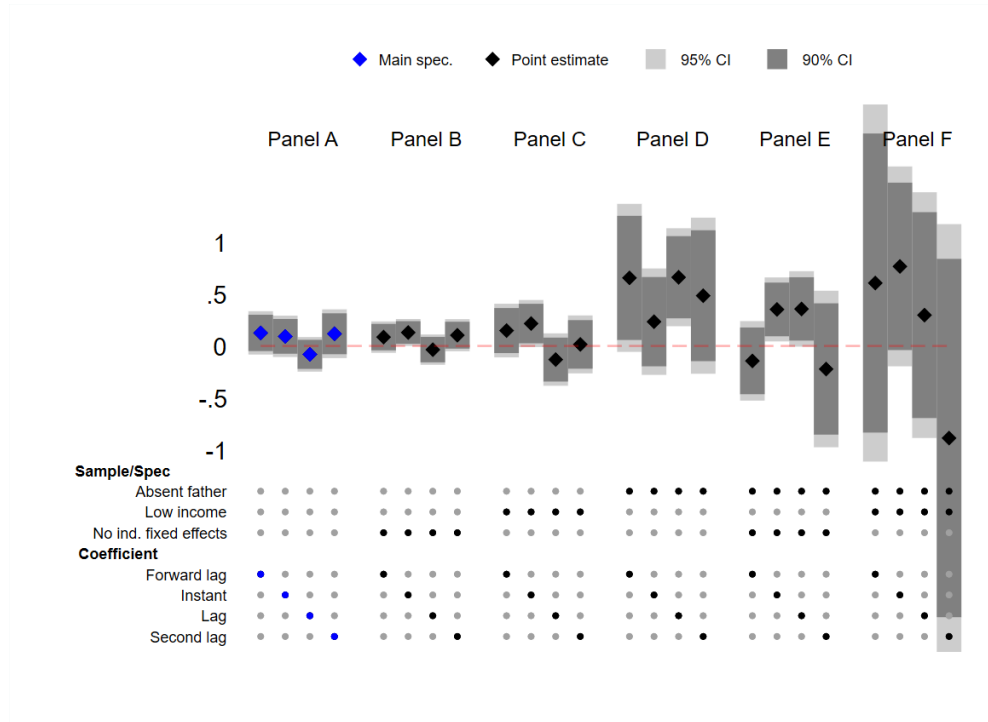 Main spec. Point estimate 95% CI 90% CI
Panel A Panel B Panel C Panel D Panel E Panel F
1
.5
0
-.5
-1
Sample/Spec
Absent father
Low income
No ind. fixed effects
Coefficient
Forward lag
Instant
Lag
Second lag